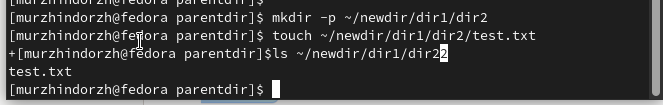 [murzhindorzh@fedora parentdir]$ mkdir -p ~/newdir/dir1/dir2
[murzhindorzh@fedora parentdir]$ touch ~/newdir/dir1/dir2/test.txt
+[murzhindorzh@fedora parentdir]$ls ~/newdir/dir1/dir22
test.txt
[murzhindorzh@fedora parentdir]$